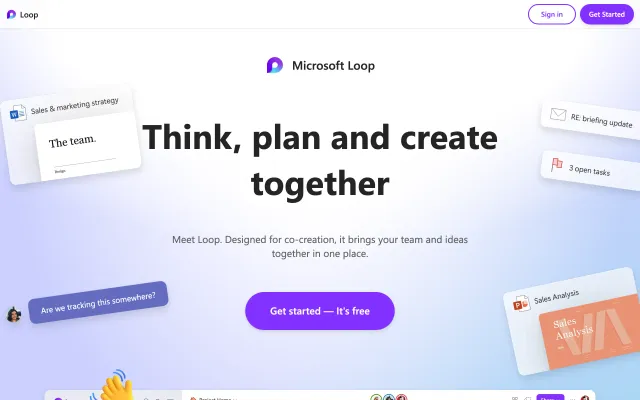 Loop
Sign in
Get Started
Microsoft Loop
Sales & marketing strategy
The team.
RE: briefing update
Think, plan and create
together
3 open tasks
Meet Loop. Designed for co-creation, it brings your team and ideas
together in one place.
Are we tracking this somewhere?
Sales Analysis
Sales
Analysis
Get started — It's free